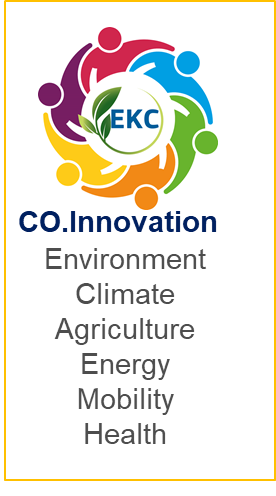 EKC
CO.Innovation
Environment
Climate
Agriculture
Energy
Mobility
Health